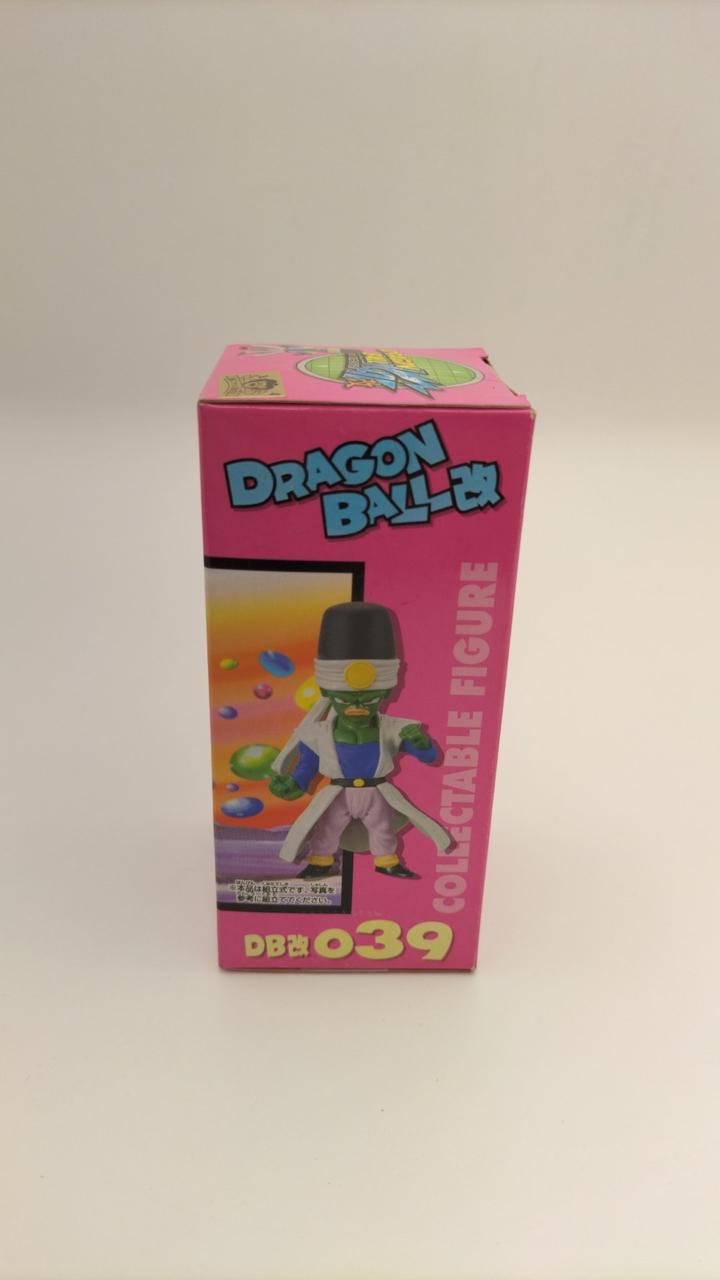 DRAGON
BALL改
COLLECTABLE FIGURE
※本品は組立式です。写真を
参考に組立ててください。
DB改039